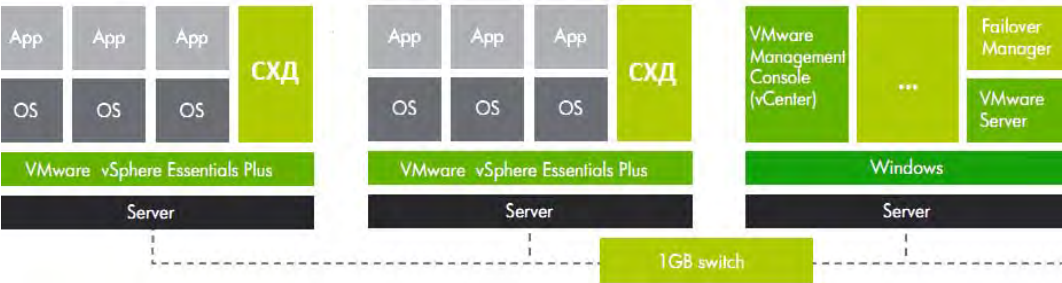 App App App
СХД
OS OS OS
VMware vSphere Essentials Plus
Server
App App App
СХД
OS OS OS
VMware vSphere Essentials Plus
Server
VMware
Management
Console
(vCenter)
...
Failover
Manager
VMware
Server
Windows
Server
1GB switch